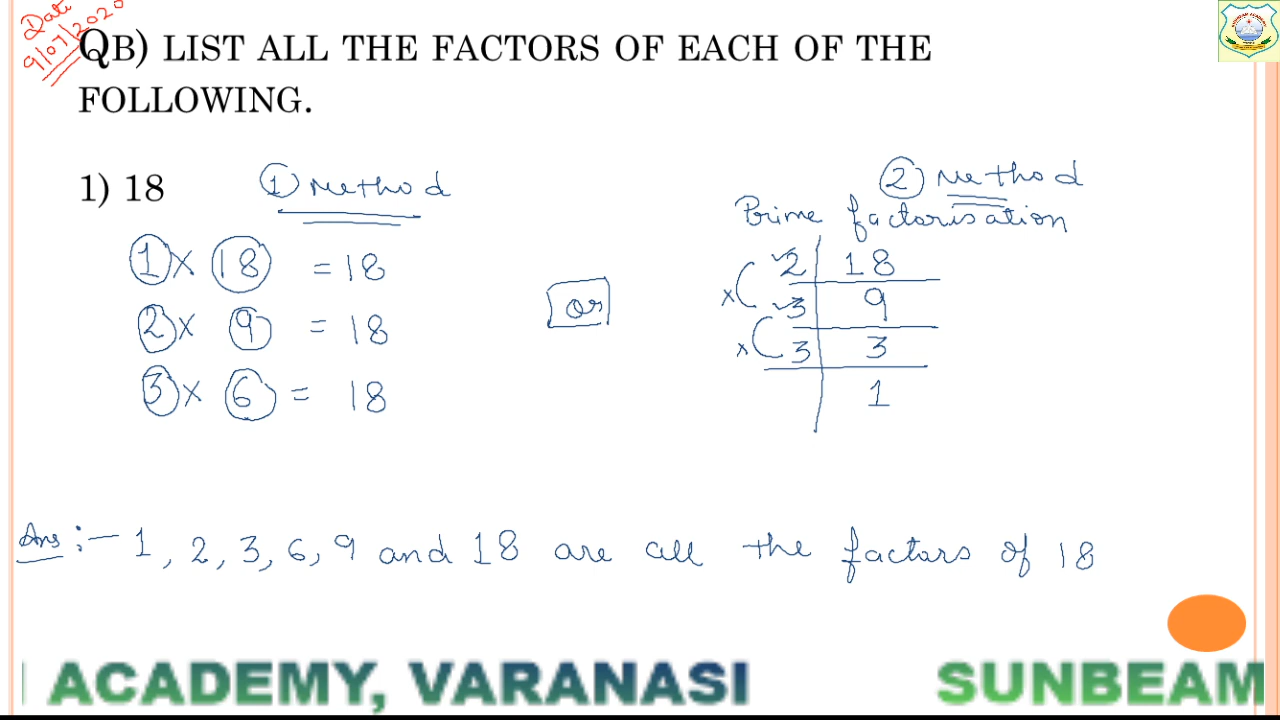 Date
9/07/2020
QB) LIST ALL THE FACTORS OF EACH OF THE
FOLLOWING.
1) 18
① Method
1 × 18 = 18
2 × 9 = 18
3 × 6 = 18
or
② Method
Prime factorisation
2 | 18
× 3 | 9
× 3 | 3
1
Ans :- 1, 2, 3, 6, 9 and 18 are all the factors of 18
ACADEMY, VARANASI SUNBEAM